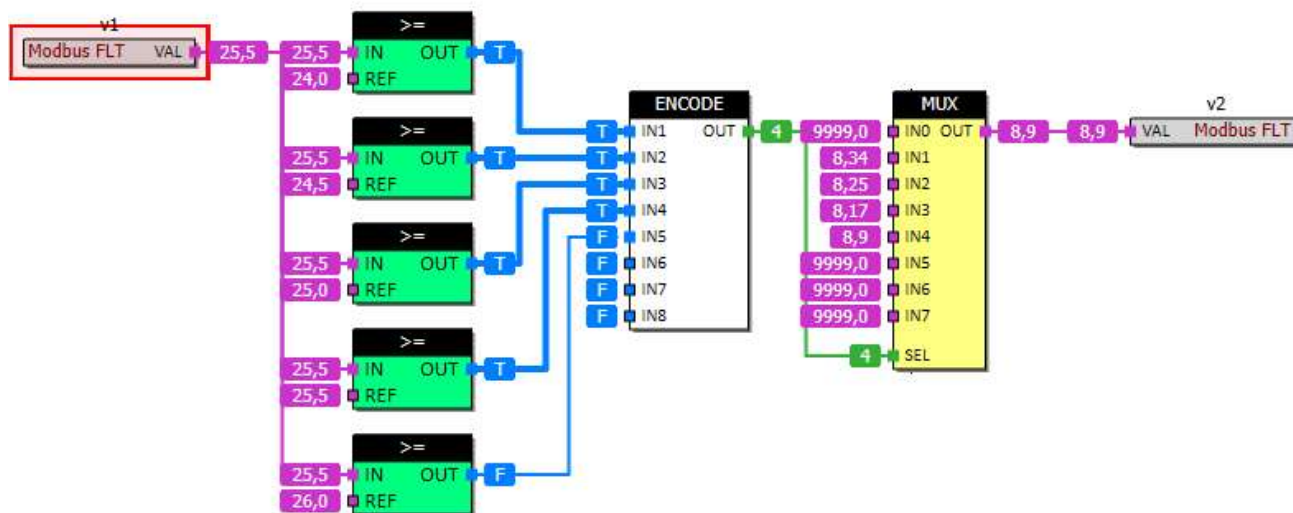 v1
Modbus FLT VAL
25,5
>=
25,5 IN OUT T
24,0 REF
>=
25,5 IN OUT T
24,5 REF
>=
25,5 IN OUT T
25,0 REF
>=
25,5 IN OUT T
25,5 REF
>=
25,5 IN OUT F
26,0 REF
ENCODE
T IN1 OUT 4
T IN2
T IN3
T IN4
F IN5
F IN6
F IN7
F IN8
MUX
9999,0 IN0 OUT 8,9 8,9
8,34 IN1
8,25 IN2
8,17 IN3
8,9 IN4
9999,0 IN5
9999,0 IN6
9999,0 IN7
4 SEL
v2
VAL Modbus FLT